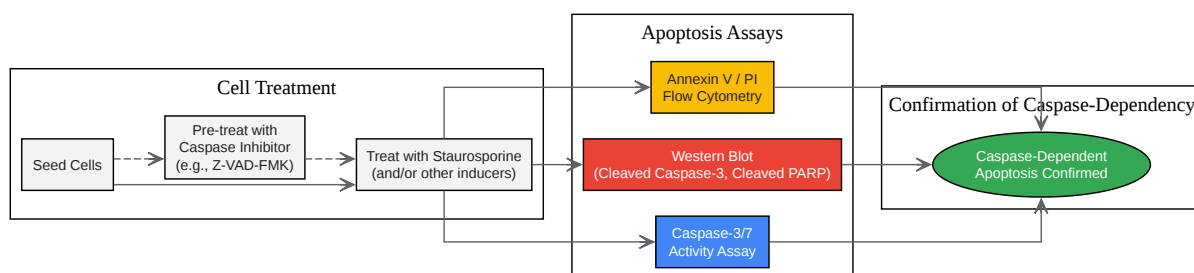 Cell Treatment
Seed Cells
Pre-treat with
Caspase Inhibitor
(e.g., Z-VAD-FMK)
Treat with Staurosporine
(and/or other inducers)
Apoptosis Assays
Annexin V / PI
Flow Cytometry
Western Blot
(Cleaved Caspase-3, Cleaved PARP)
Caspase-3/7
Activity Assay
Confirmation of Caspase-Dependency
Caspase-Dependent
Apoptosis Confirmed